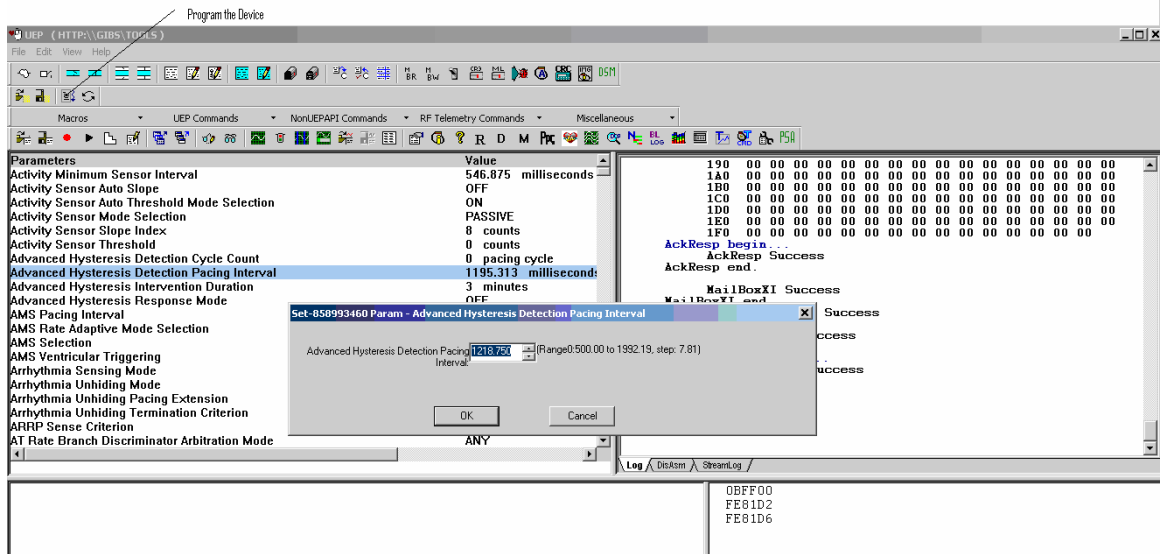 Program the Device
UEP ( HTTP:\\GIBS\TOOLS )
File Edit View Help
M BR M BW CRC DSM
Macros UEP Commands NonUEPAPI Commands RF Telemetry Commands Miscellaneous
R D M BL Log CMD PSA
Parameters Value
Activity Minimum Sensor Interval 546.875 milliseconds
Activity Sensor Auto Slope OFF
Activity Sensor Auto Threshold Mode Selection ON
Activity Sensor Mode Selection PASSIVE
Activity Sensor Slope Index 8 counts
Activity Sensor Threshold 0 counts
Advanced Hysteresis Detection Cycle Count 0 pacing cycle
Advanced Hysteresis Detection Pacing Interval 1195.313 milliseconds
Advanced Hysteresis Intervention Duration 3 minutes
Advanced Hysteresis Response Mode OFF
AMS Pacing Interval
AMS Rate Adaptive Mode Selection
AMS Selection
AMS Ventricular Triggering
Arrhythmia Sensing Mode
Arrhythmia Unhiding Mode
Arrhythmia Unhiding Pacing Extension
Arrhythmia Unhiding Termination Criterion
ARRP Sense Criterion
AT Rate Branch Discriminator Arbitration Mode ANY
190 00 00 00 00 00 00 00 00 00 00 00 00 00 00 00 00
1A0 00 00 00 00 00 00 00 00 00 00 00 00 00 00 00 00
1B0 00 00 00 00 00 00 00 00 00 00 00 00 00 00 00 00
1C0 00 00 00 00 00 00 00 00 00 00 00 00 00 00 00 00
1D0 00 00 00 00 00 00 00 00 00 00 00 00 00 00 00 00
1E0 00 00 00 00 00 00 00 00 00 00 00 00 00 00 00 00
1F0 00 00 00 00 00 00 00 00 00 00 00 00 00 00 00
AckResp begin...
AckResp Success
AckResp end.
MailBoxXI Success
MailBoxXI end
Success
ccess
uccess
Set-858993460 Param - Advanced Hysteresis Detection Pacing Interval
Advanced Hysteresis Detection Pacing Interval: 1218.750 (Range0:500.00 to 1992.19, step: 7.81)
OK Cancel
Log DisAsm StreamLog
0BFF00
FE81D2
FE81D6